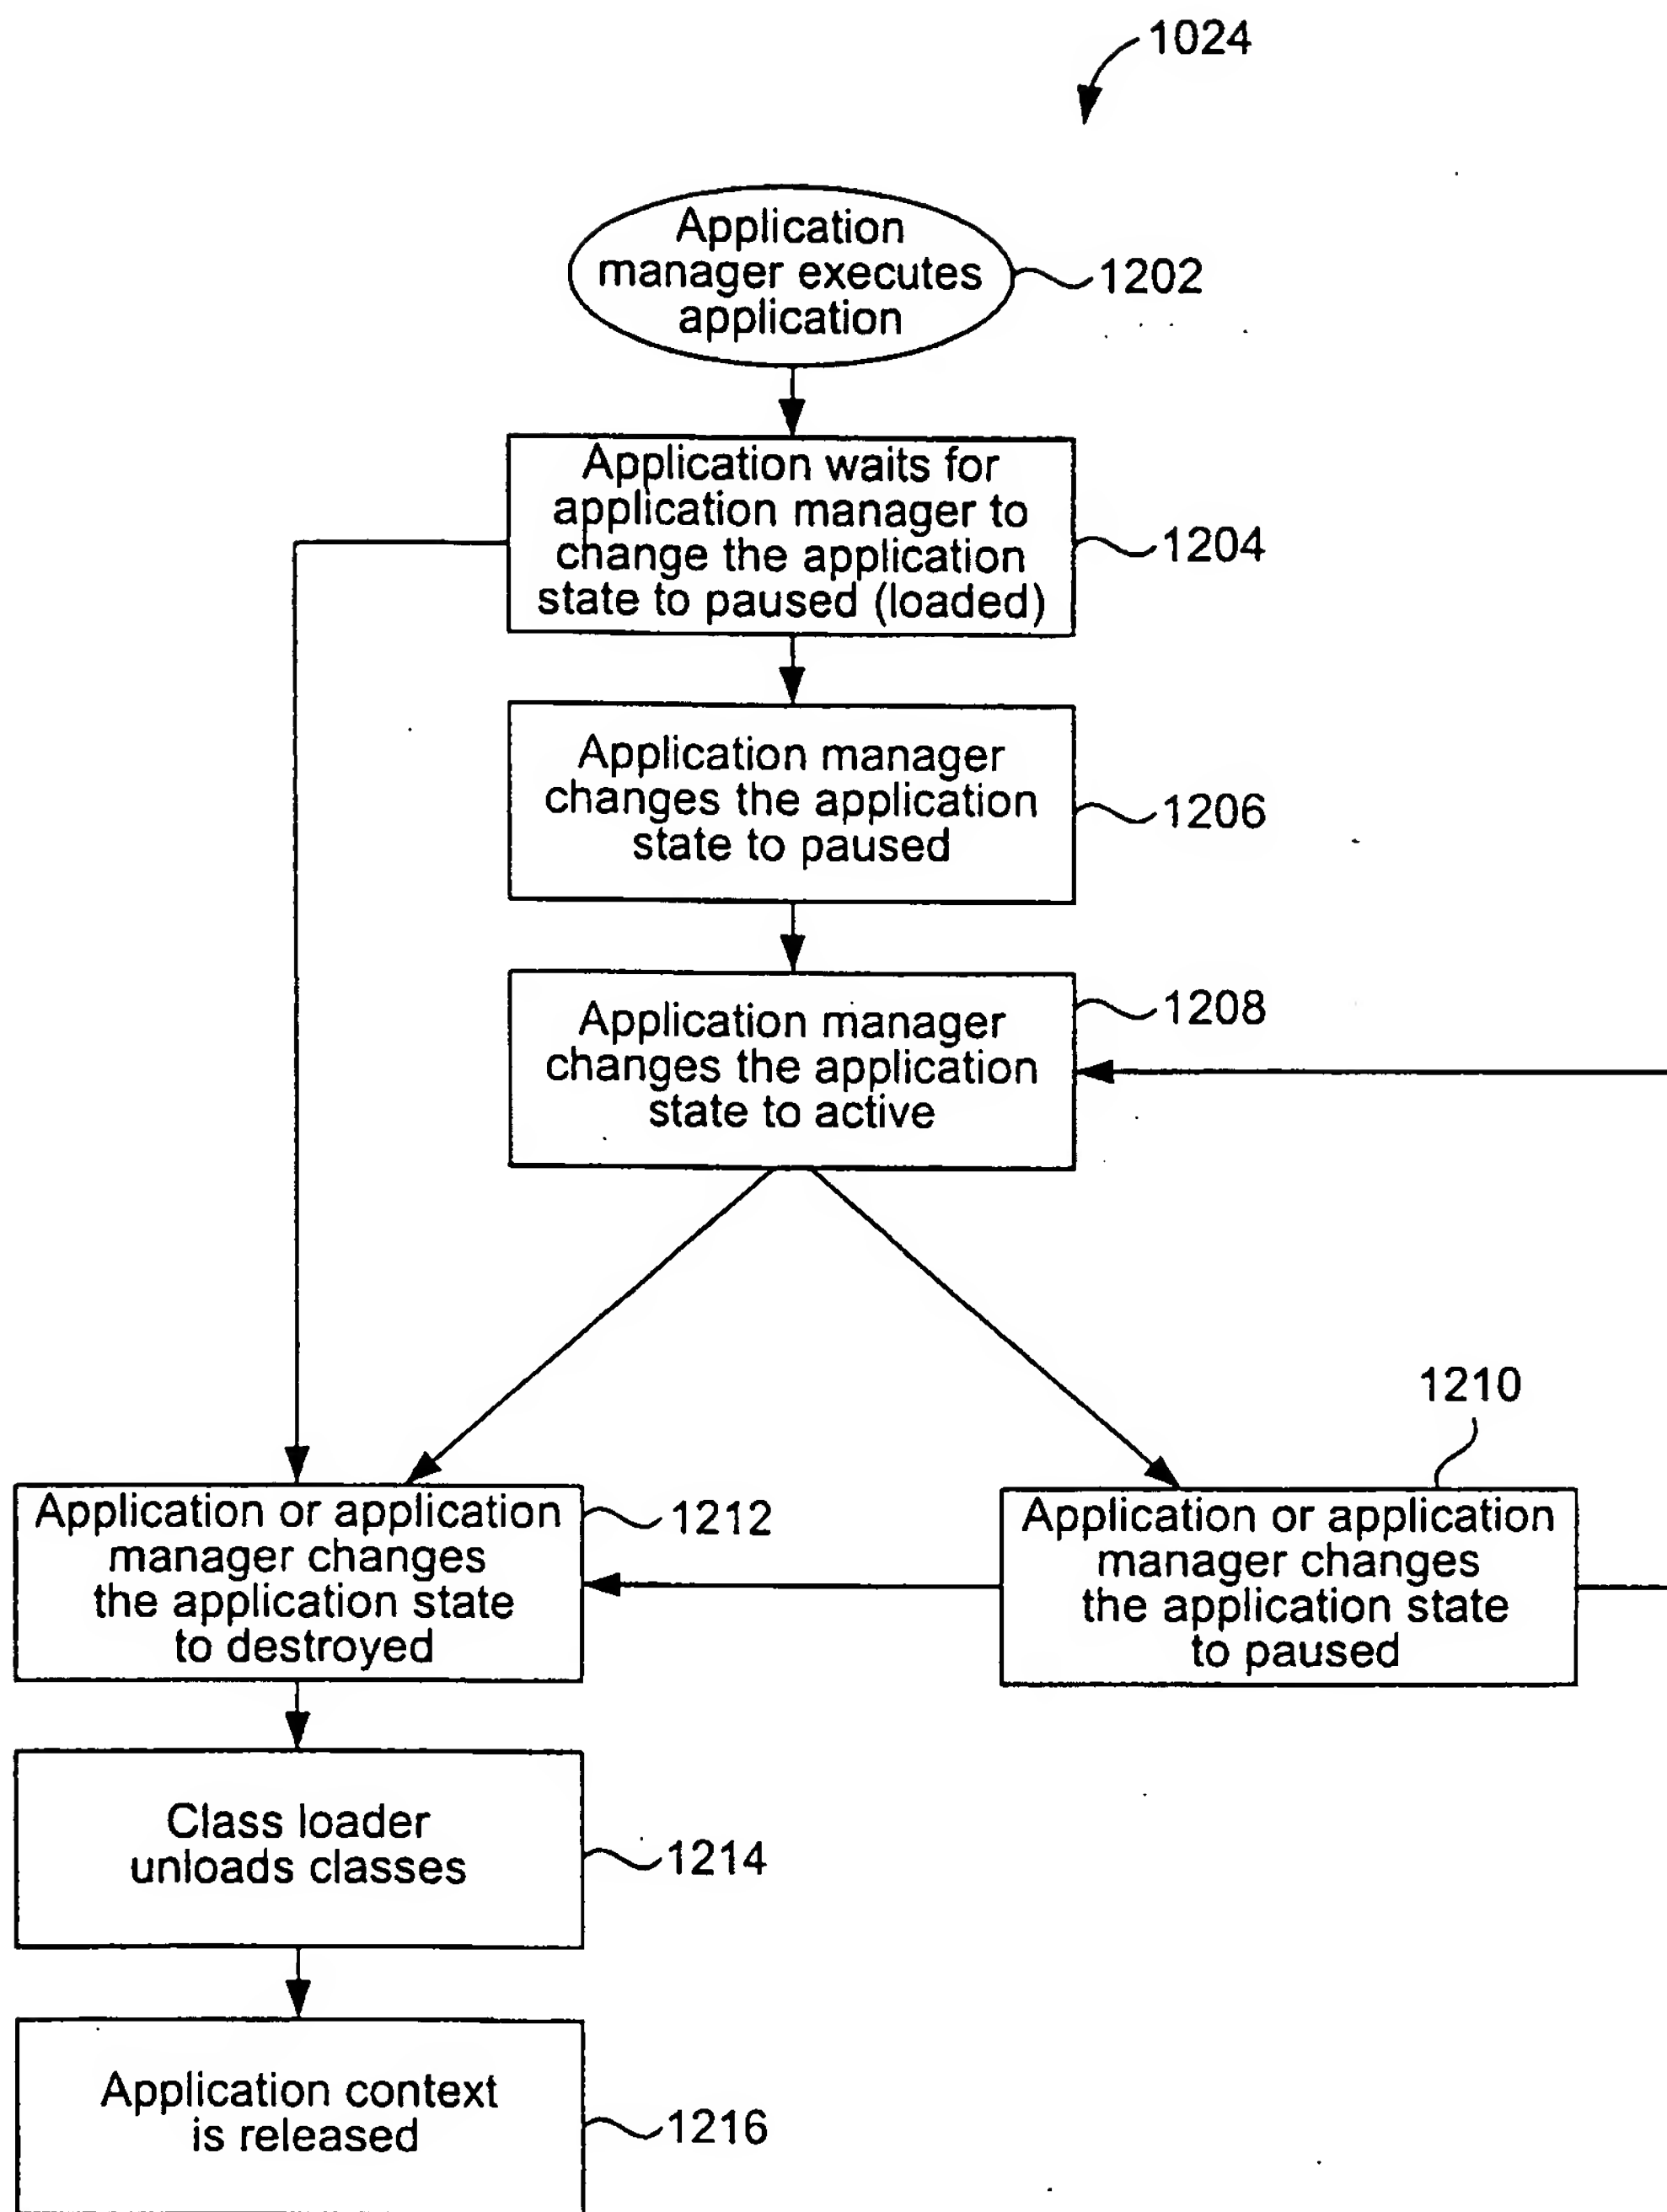 1024
Application
manager executes
application
1202
Application waits for
application manager to
change the application
state to paused (loaded)
1204
Application manager
changes the application
state to paused
1206
Application manager
changes the application
state to active
1208
1210
Application or application
manager changes
the application state
to destroyed
1212
Application or application
manager changes
the application state
to paused
Class loader
unloads classes
1214
Application context
is released
1216